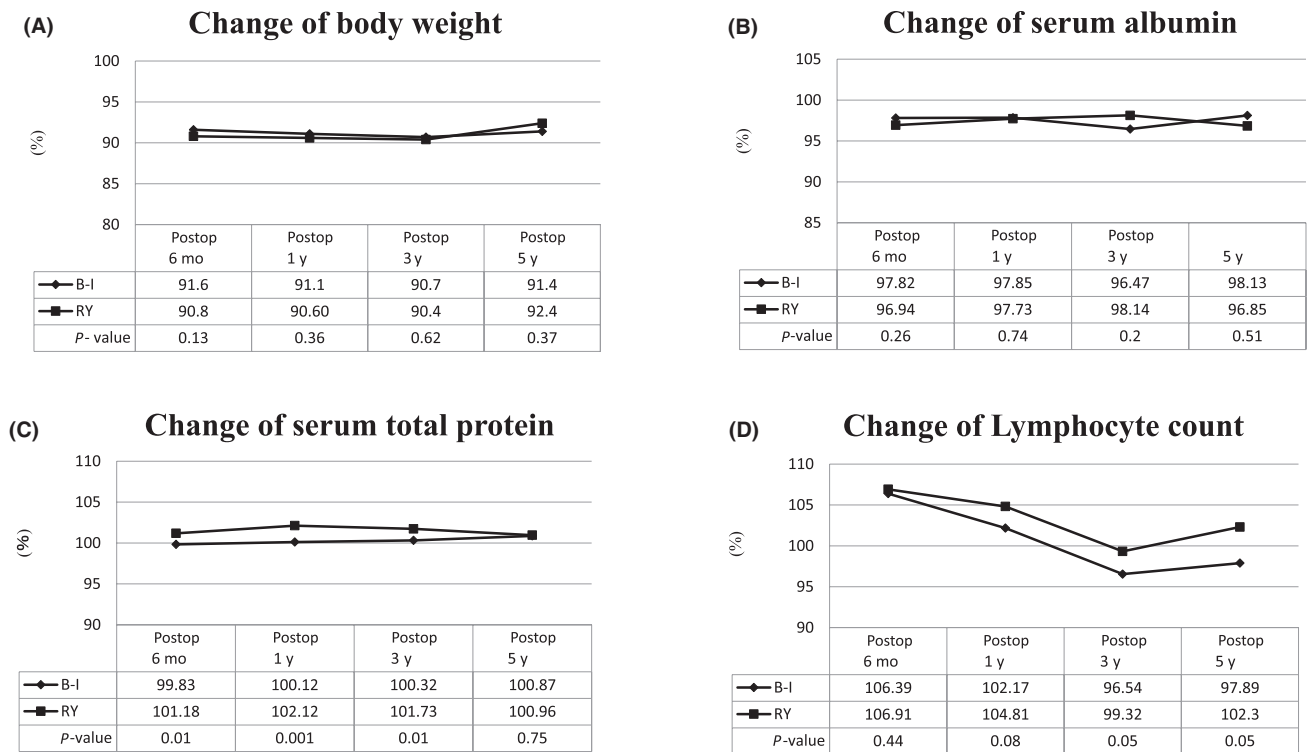 (A) Change of body weight
(%)
100
95
90
85
80
Postop Postop Postop Postop
6 mo 1 y 3 y 5 y
B-I 91.6 91.1 90.7 91.4
RY 90.8 90.60 90.4 92.4
P- value 0.13 0.36 0.62 0.37
(B) Change of serum albumin
(%)
105
100
95
90
85
Postop Postop Postop
6 mo 1 y 3 y 5 y
B-I 97.82 97.85 96.47 98.13
RY 96.94 97.73 98.14 96.85
P-value 0.26 0.74 0.2 0.51
(C) Change of serum total protein
(%)
110
105
100
95
90
Postop Postop Postop Postop
6 mo 1 y 3 y 5 y
B-I 99.83 100.12 100.32 100.87
RY 101.18 102.12 101.73 100.96
P-value 0.01 0.001 0.01 0.75
(D) Change of Lymphocyte count
(%)
110
105
100
95
90
Postop Postop Postop Postop
6 mo 1 y 3 y 5 y
B-I 106.39 102.17 96.54 97.89
RY 106.91 104.81 99.32 102.3
P-value 0.44 0.08 0.05 0.05